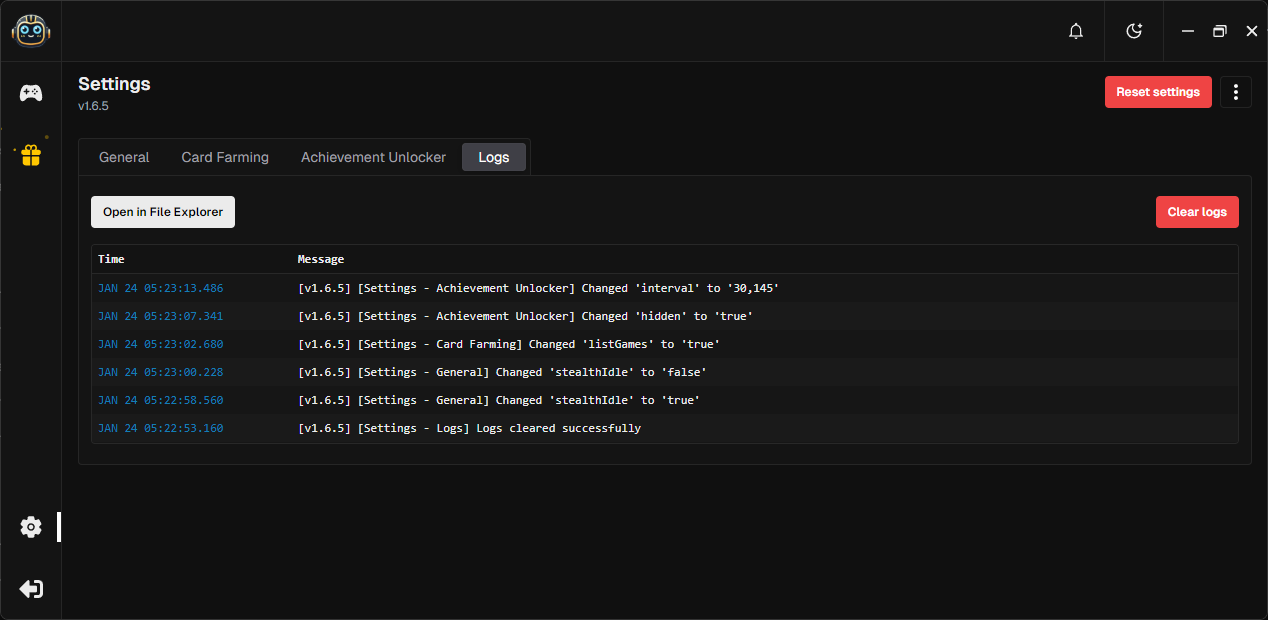 Settings
v1.6.5
Reset settings
General Card Farming Achievement Unlocker Logs
Open in File Explorer
Clear logs
Time Message
JAN 24 05:23:13.486 [v1.6.5] [Settings - Achievement Unlocker] Changed 'interval' to '30,145'
JAN 24 05:23:07.341 [v1.6.5] [Settings - Achievement Unlocker] Changed 'hidden' to 'true'
JAN 24 05:23:02.680 [v1.6.5] [Settings - Card Farming] Changed 'listGames' to 'true'
JAN 24 05:23:00.228 [v1.6.5] [Settings - General] Changed 'stealthIdle' to 'false'
JAN 24 05:22:58.560 [v1.6.5] [Settings - General] Changed 'stealthIdle' to 'true'
JAN 24 05:22:53.160 [v1.6.5] [Settings - Logs] Logs cleared successfully